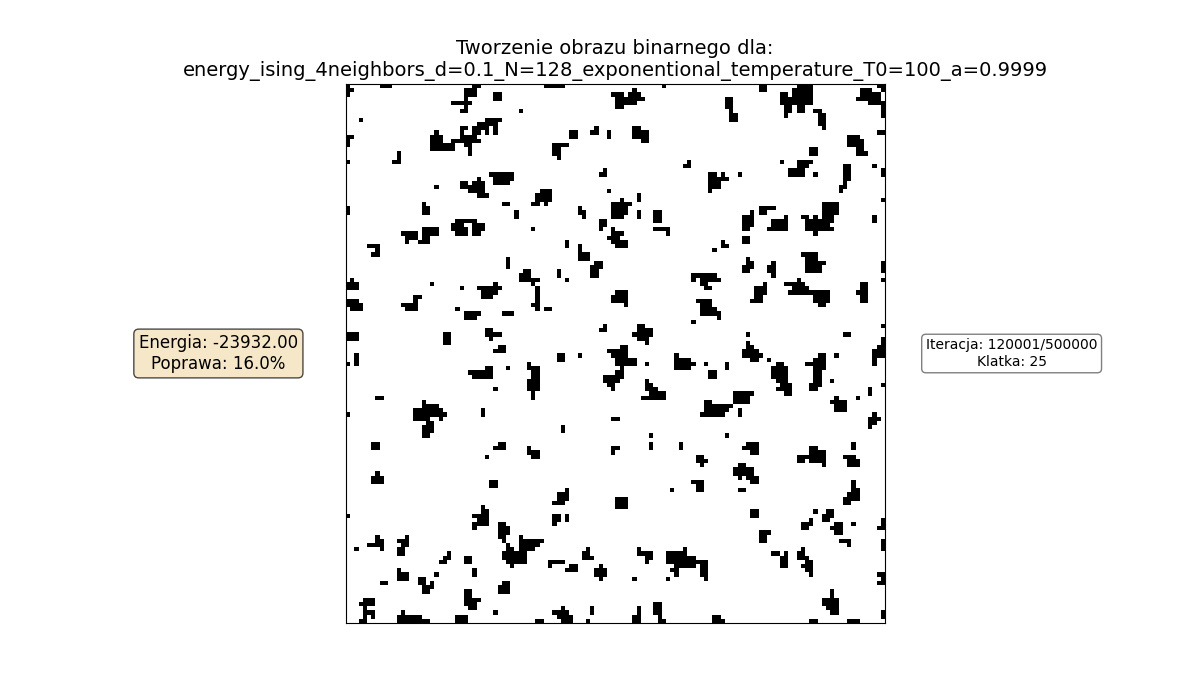 Tworzenie obrazu binarnego dla:
energy_ising_4neighbors_d=0.1_N=128_exponentional_temperature_T0=100_a=0.9999
Energia: -23932.00
Poprawa: 16.0%
Iteracja: 120001/500000
Klatka: 25